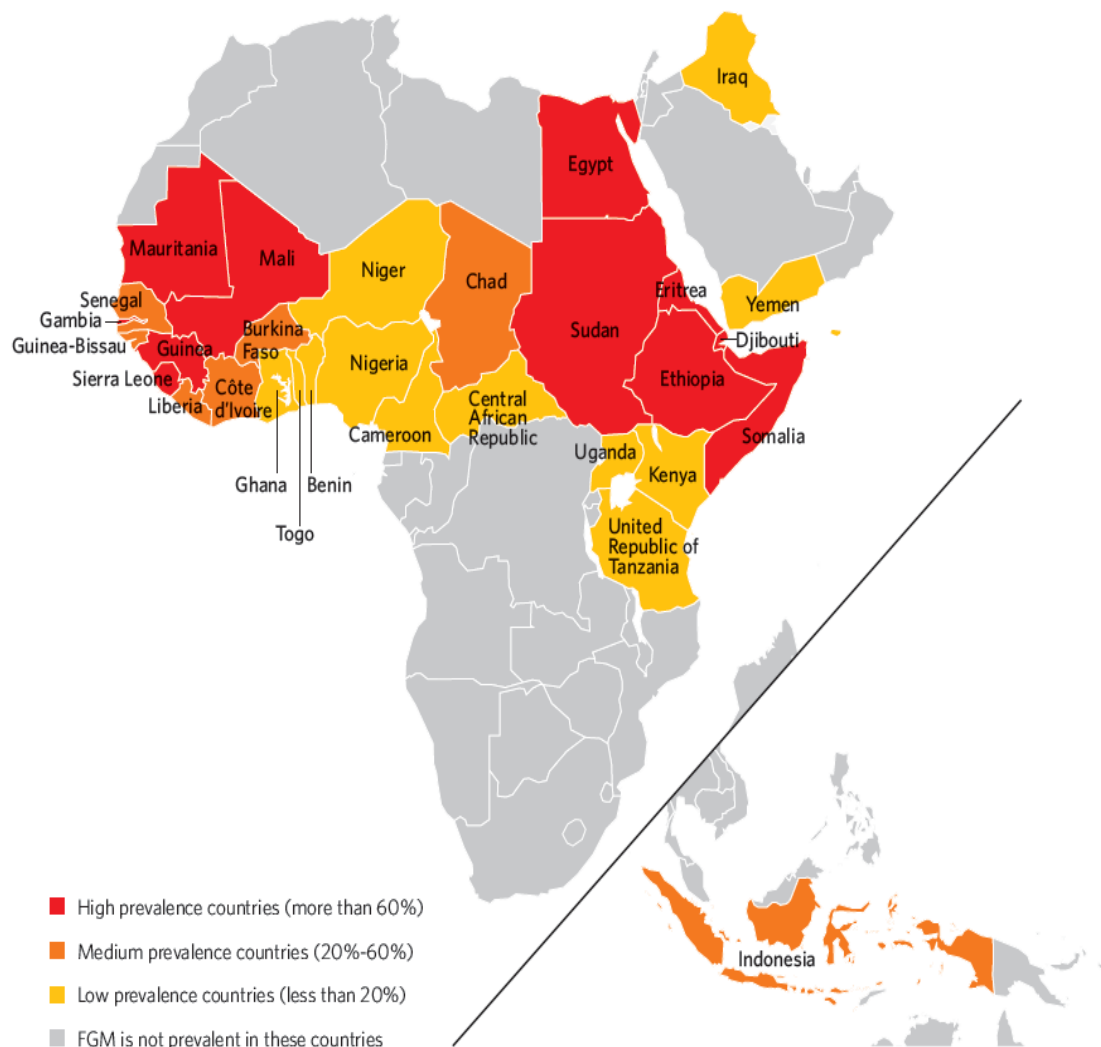 Iraq
Egypt
Mauritania
Mali
Niger
Chad
Eritrea
Yemen
Senegal
Gambia
Guinea-Bissau
Guinea
Burkina
Faso
Sudan
Djibouti
Nigeria
Ethiopia
Sierra Leone
Côte
d'Ivoire
Liberia
Central
African
Republic
Cameroon
Somalia
Uganda
Kenya
Ghana
Benin
Togo
United
Republic of
Tanzania
High prevalence countries (more than 60%)
Medium prevalence countries (20%-60%)
Indonesia
Low prevalence countries (less than 20%)
FGM is not prevalent in these countries